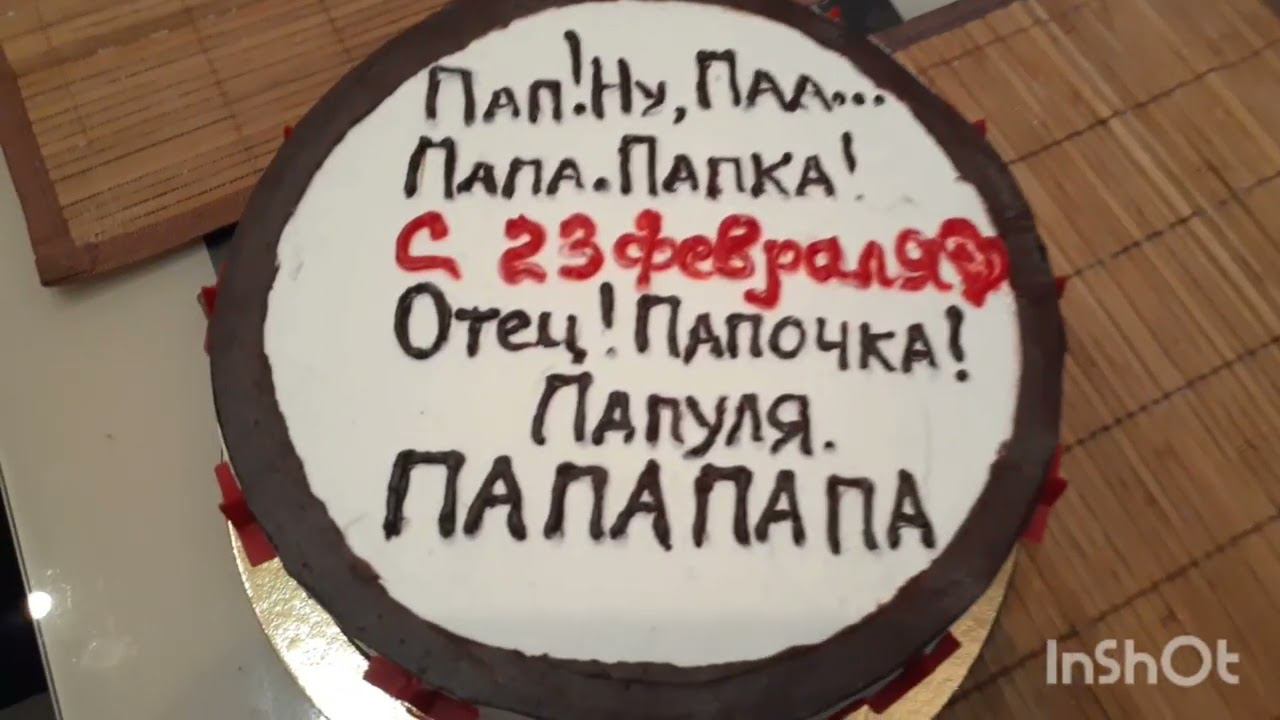 Пап!Ну, Паа...
Папа. Папка!
С 23 февраля
Отец! Папочка!
Папуля.
ПАПАПАПА
InShOt